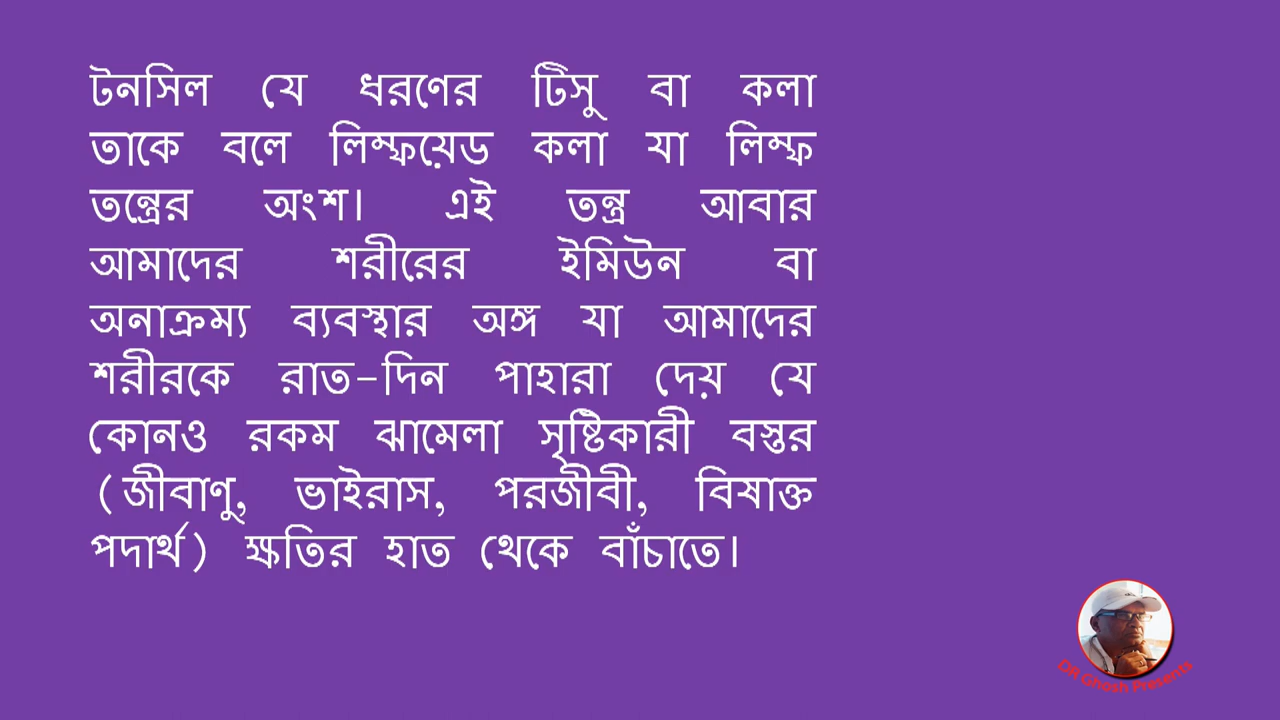 টনসিল যে ধরণের টিসু বা কলা
তাকে বলে লিম্ফয়েড কলা যা লিম্ফ
তন্ত্রের অংশ। এই তন্ত্র আবার
আমাদের শরীরের ইমিউন বা
অনাক্রম্য ব্যবস্থার অঙ্গ যা আমাদের
শরীরকে রাত-দিন পাহারা দেয় যে
কোনও রকম ঝামেলা সৃষ্টিকারী বস্তর
(জীবাণু, ভাইরাস, পরজীবী, বিষাক্ত
পদার্থ) ক্ষতির হাত থেকে বাঁচাতে।
DR Ghosh Presents